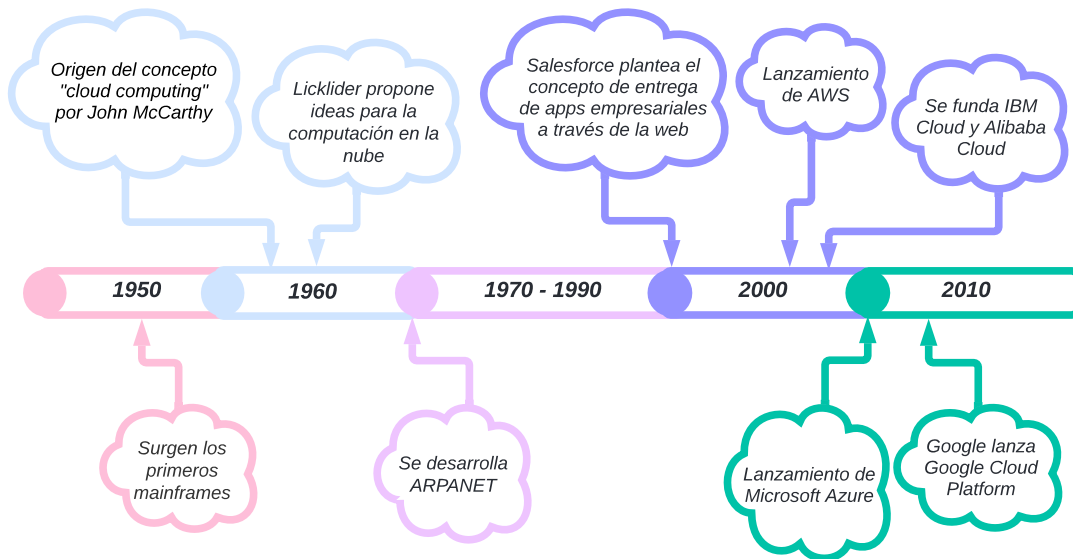 Origen del concepto
"cloud computing"
por John McCarthy
Licklider propone
ideas para la
computación en la
nube
Salesforce plantea el
concepto de entrega
de apps empresariales
a través de la web
Lanzamiento
de AWS
Se funda IBM
Cloud y Alibaba
Cloud
1950
1960
1970 - 1990
2000
2010
Surgen los
primeros
mainframes
Se desarrolla
ARPANET
Lanzamiento de
Microsoft Azure
Google lanza
Google Cloud
Platform